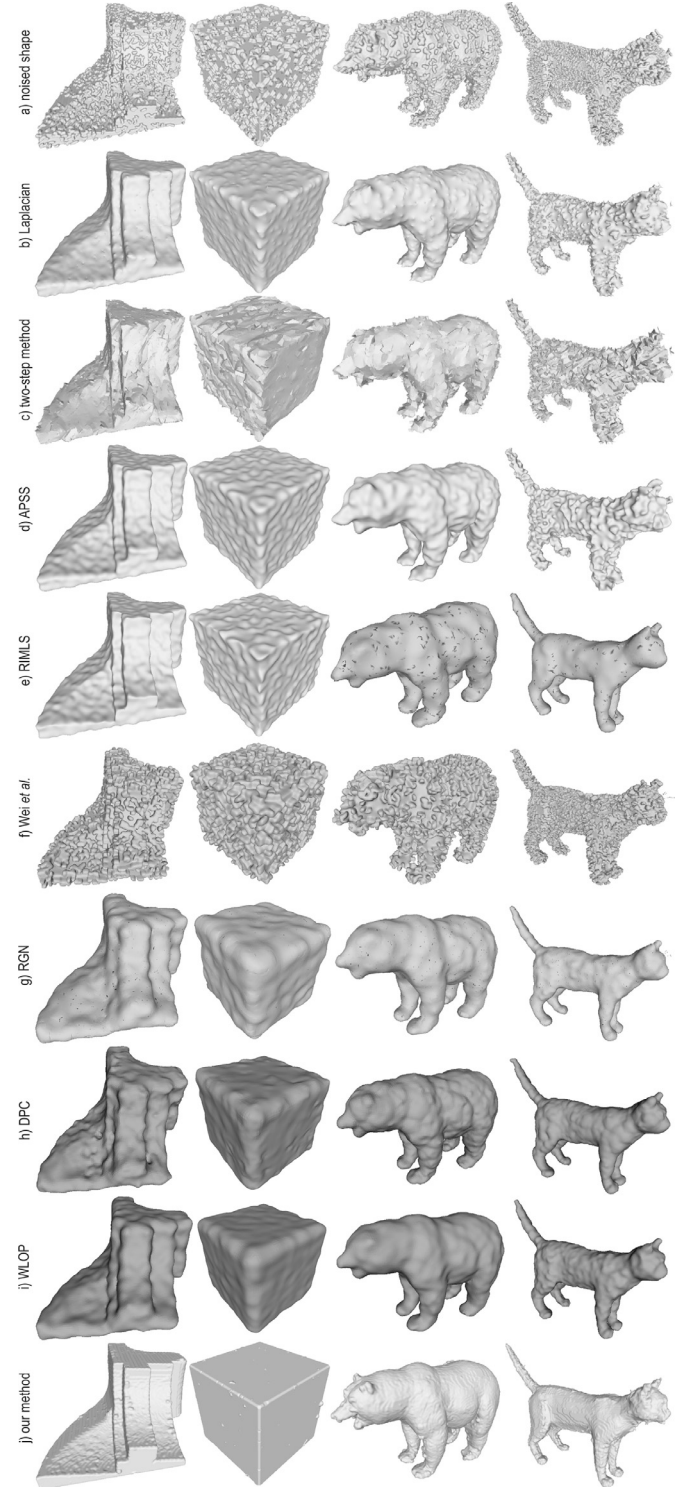 a) noised shape
b) Laplacian
c) two-step method
d) APSS
e) RIMLS
f) Wei et al.
g) RGN
h) DPC
i) WLOP
j) our method